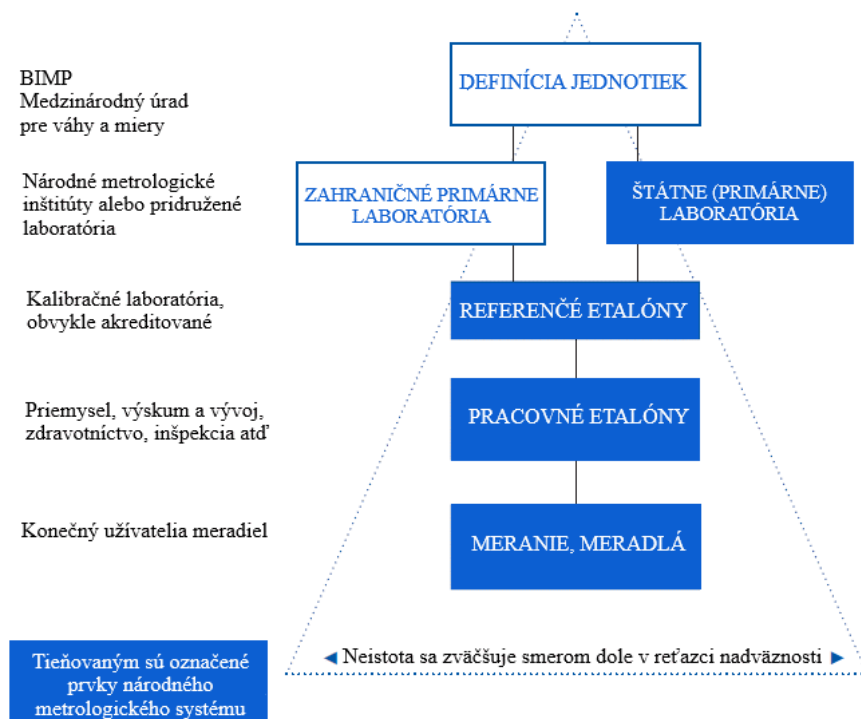 BIMP
Medzinárodný úrad
pre váhy a miery
DEFINÍCIA JEDNOTIEK
Národné metrologické
inštitúty alebo pridružené
laboratória
ZAHRANIČNÉ PRIMÁRNE
LABORATÓRIA
ŠTÁTNE (PRIMÁRNE)
LABORATÓRIA
Kalibračné laboratória,
obvykle akreditované
REFERENČÉ ETALÓNY
Priemysel, výskum a vývoj,
zdravotníctvo, inšpekcia atď
PRACOVNÉ ETALÓNY
Konečný užívatelia meradiel
MERANIE, MERADLÁ
Tieňovaným sú označené
prvky národného
metrologického systému
◄ Neistota sa zväčšuje smerom dole v reťazci nadväznosti ►